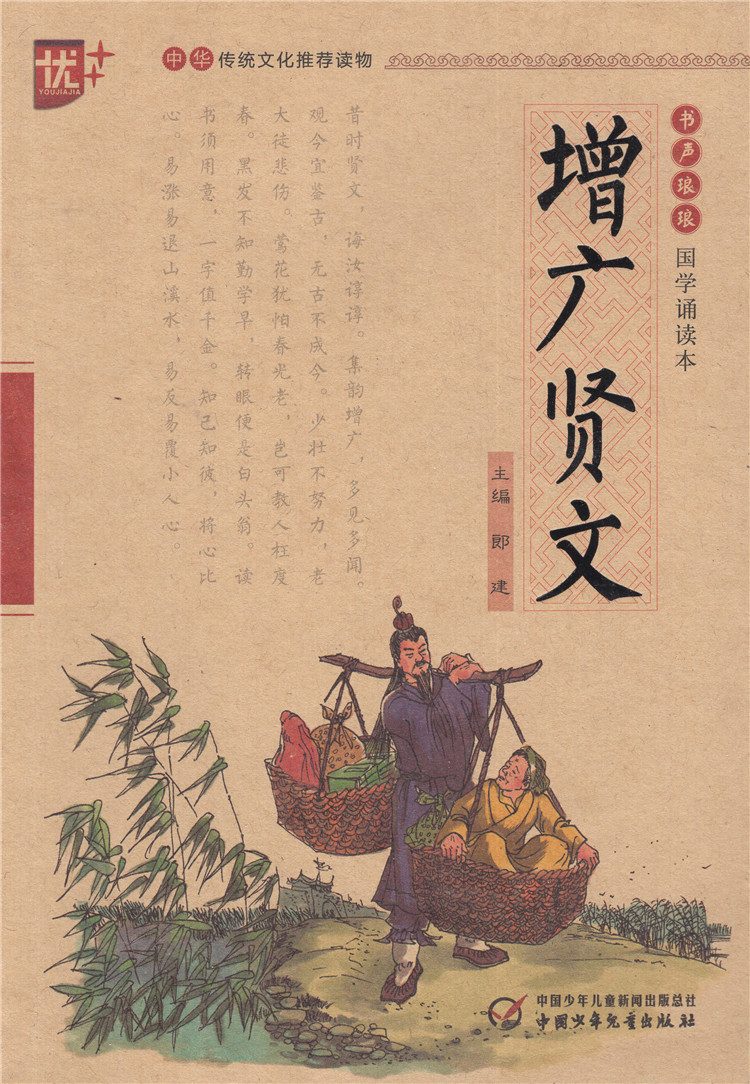 优
YOUJIAJIA
中华传统文化推荐读物
书声琅琅
国学诵读本
增广贤文
主编 郎建
昔时贤文，诲汝谆谆。集韵增广，多见多闻。
观今宜鉴古，无古不成今。少壮不努力，老
大徒悲伤。莺花犹怕春光老，岂可教人枉度
春。黑发不知勤学早，转眼便是白头翁。读
书须用意，一字值千金。知己知彼，将心比
心。易涨易退山溪水，易反易覆小人心。
中国少年儿童新闻出版总社
中国少年儿童出版社